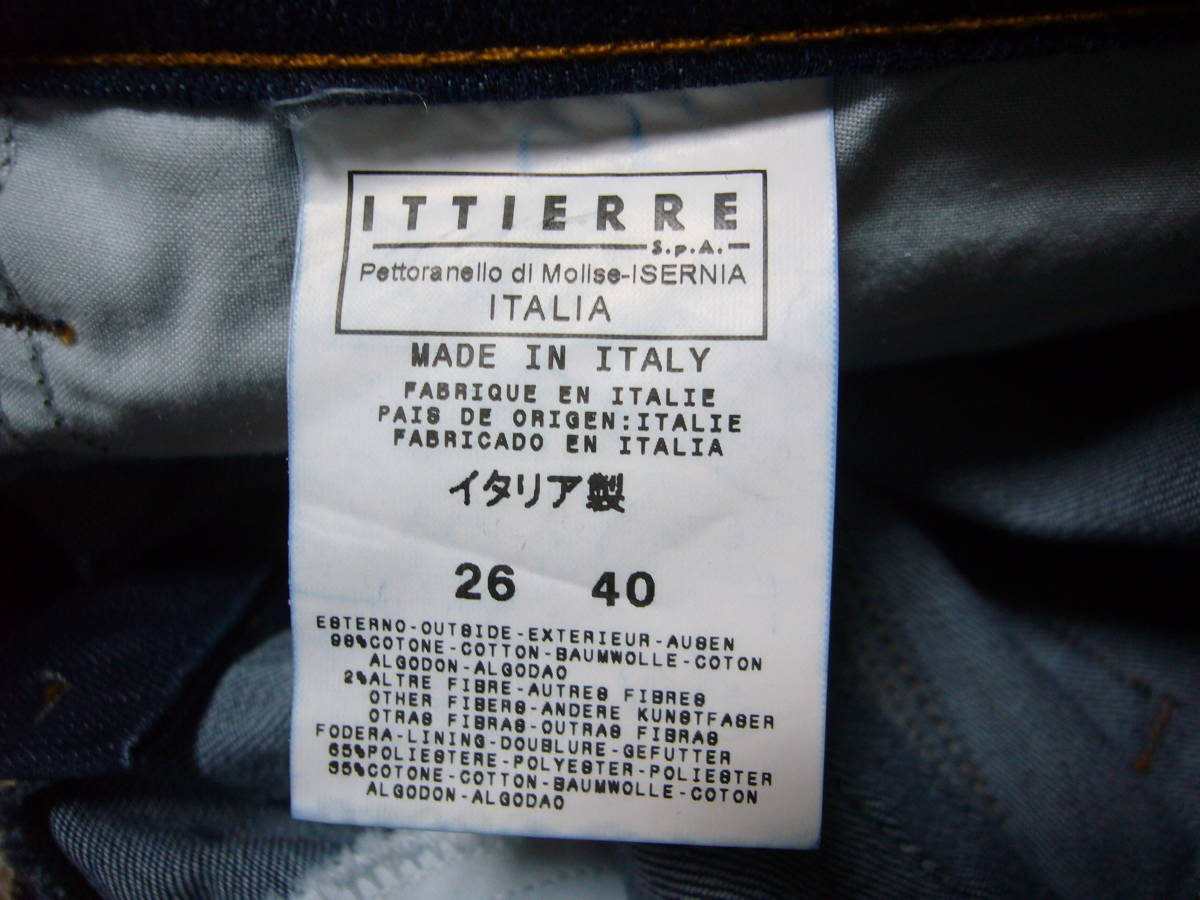 ITTIERRE
S.p.A.
Pettoranello di Molise-ISERNIA
ITALIA
MADE IN ITALY
FABRIQUE EN ITALIE
PAIS DE ORIGEN:ITALIE
FABRICADO EN ITALIA
イタリア製
26 40
ESTERNO-OUTSIDE-EXTERIEUR-AUSEN
98%COTONE-COTTON-BAUMWOLLE-COTON
ALGODON-ALGODAO
2%ALTRE FIBRE-AUTRES FIBRES
OTHER FIBERS-ANDERE KUNSTFASER
OTRAS FIBRAS-OUTRAS FIBRAS
FODERA-LINING-DOUBLURE-GEFUTTER
65%POLIESTERE-POLYESTER-POLIESTER
35%COTONE-COTTON-BAUMWOLLE-COTON
ALGODON-ALGODAO